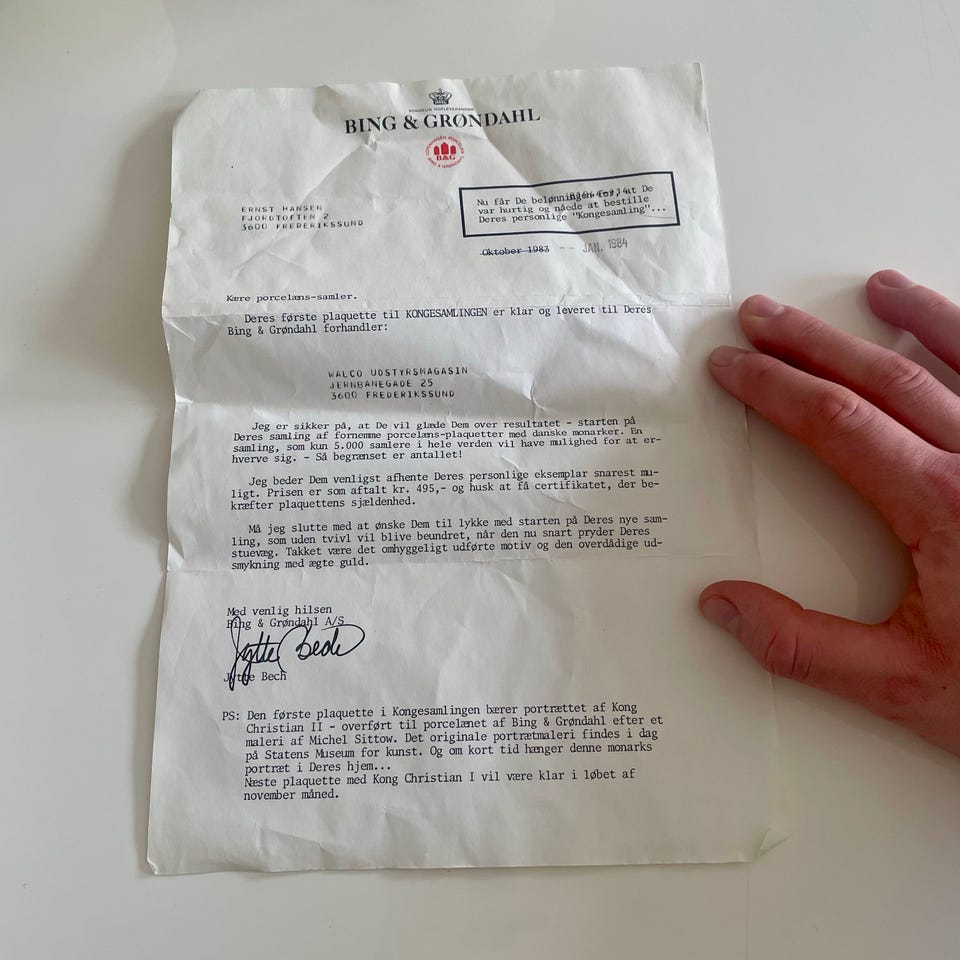 KONGELIG HOFLEVERANDØR
BING & GRØNDAHL
COPENHAGEN PORCELAIN
B&G
BING & GRØNDAHL
ERNST HANSEN
FJORDTOFTEN 2
3600 FREDERIKSSUND
Nu får De belønningen for, at De
var hurtig og nåede at bestille
Deres personlige "Kongesamling"...
Oktober 1983 -- JAN. 1984
Kære porcelæns-samler.
Deres første plaquette til KONGESAMLINGEN er klar og leveret til Deres
Bing & Grøndahl forhandler:
WALCO UDSTYRSMAGASIN
JERNBANEGADE 25
3600 FREDERIKSSUND
Jeg er sikker på, at De vil glæde Dem over resultatet - starten på
Deres samling af fornemme porcelæns-plaquetter med danske monarker. En
samling, som kun 5.000 samlere i hele verden vil have mulighed for at er-
hverve sig. - Så begrænset er antallet!
Jeg beder Dem venligst afhente Deres personlige eksemplar snarest mu-
ligt. Prisen er som aftalt kr. 495,- og husk at få certifikatet, der be-
kræfter plaquettens sjældenhed.
Må jeg slutte med at ønske Dem til lykke med starten på Deres nye sam-
ling, som uden tvivl vil blive beundret, når den nu snart pryder Deres
stuevæg. Takket være det omhyggeligt udførte motiv og den overdådige ud-
smykning med ægte guld.
Med venlig hilsen
Bing & Grøndahl A/S
Jytte Bech
Jytte Bech
PS: Den første plaquette i Kongesamlingen bærer portrættet af Kong
Christian II - overført til porcelænet af Bing & Grøndahl efter et
maleri af Michel Sittow. Det originale portrætmaleri findes i dag
på Statens Museum for kunst. Og om kort tid hænger denne monarks
portræt i Deres hjem...
Næste plaquette med Kong Christian I vil være klar i løbet af
november måned.